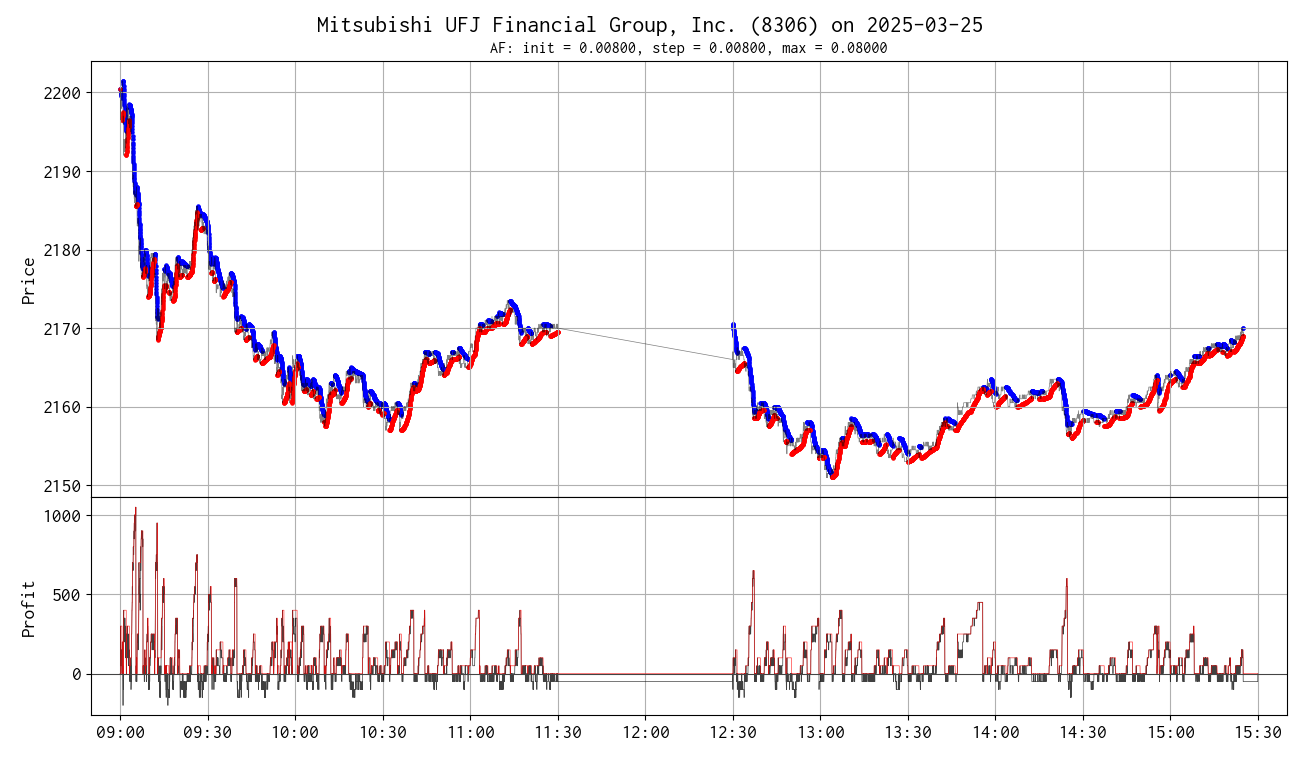 Mitsubishi UFJ Financial Group, Inc. (8306) on 2025-03-25
AF: init = 0.00800, step = 0.00800, max = 0.08000
Price
2200
2190
2180
2170
2160
2150
Profit
1000
500
0
09:00 09:30 10:00 10:30 11:00 11:30 12:00 12:30 13:00 13:30 14:00 14:30 15:00 15:30